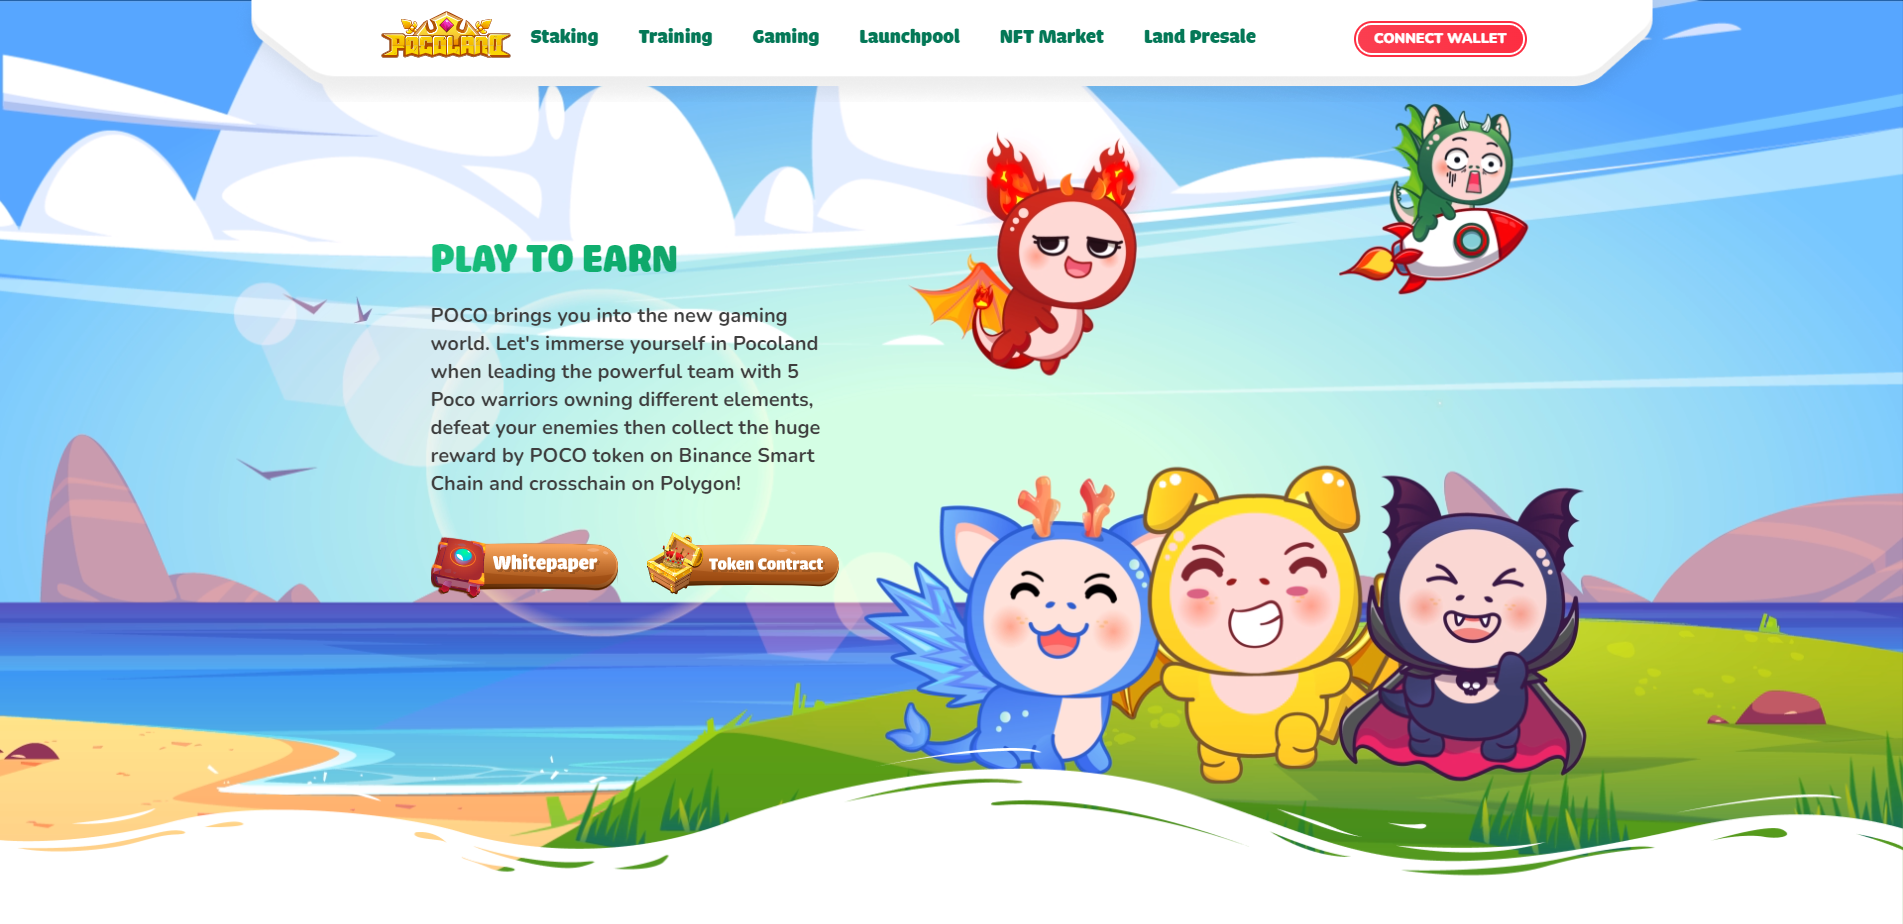 POCOLAND
Staking
Training
Gaming
Launchpool
NFT Market
Land Presale
CONNECT WALLET
PLAY TO EARN
POCO brings you into the new gaming
world. Let's immerse yourself in Pocoland
when leading the powerful team with 5
Poco warriors owning different elements,
defeat your enemies then collect the huge
reward by POCO token on Binance Smart
Chain and crosschain on Polygon!
Whitepaper
Token Contract